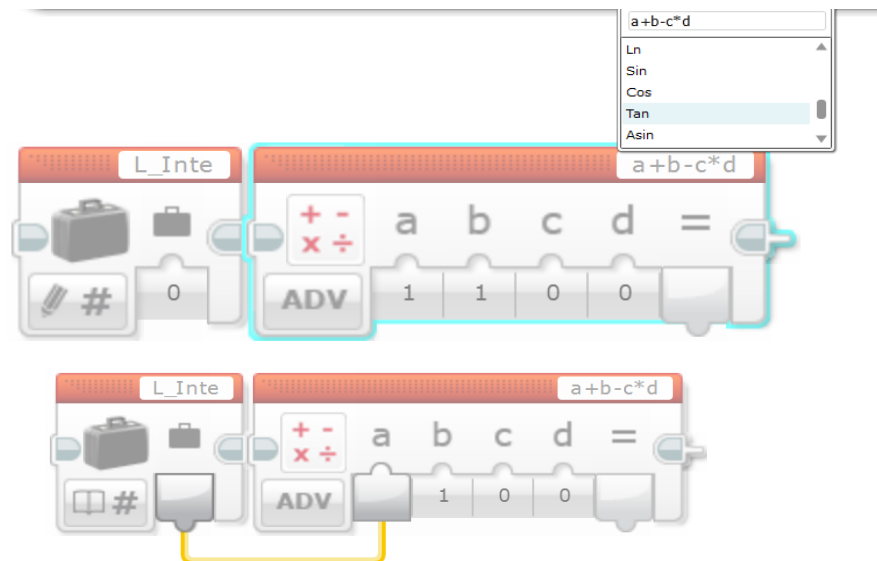 a+b-c*d
Ln
Sin
Cos
Tan
Asin
L_Inte
a+b-c*d
+ -
x ÷
a b c d =
#
0
ADV
1 1 0 0
L_Inte
a+b-c*d
+ -
x ÷
a b c d =
#
ADV
1 0 0